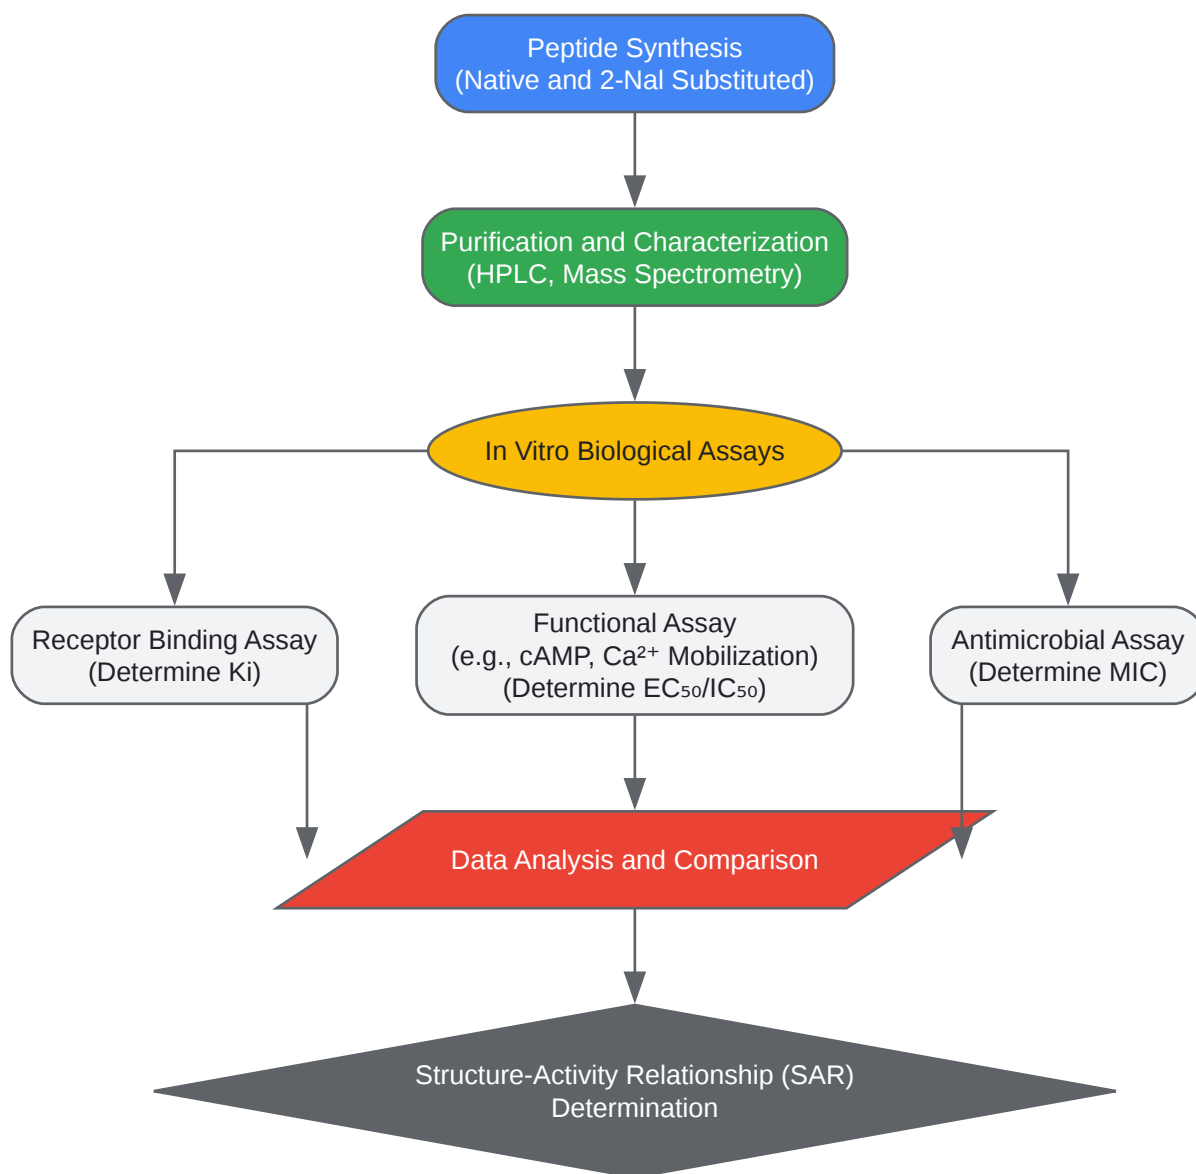 Peptide Synthesis
(Native and 2-Nal Substituted)
Purification and Characterization
(HPLC, Mass Spectrometry)
In Vitro Biological Assays
Receptor Binding Assay
(Determine Ki)
Functional Assay
(e.g., cAMP, Ca²⁺ Mobilization)
(Determine EC₅₀/IC₅₀)
Antimicrobial Assay
(Determine MIC)
Data Analysis and Comparison
Structure-Activity Relationship (SAR)
Determination